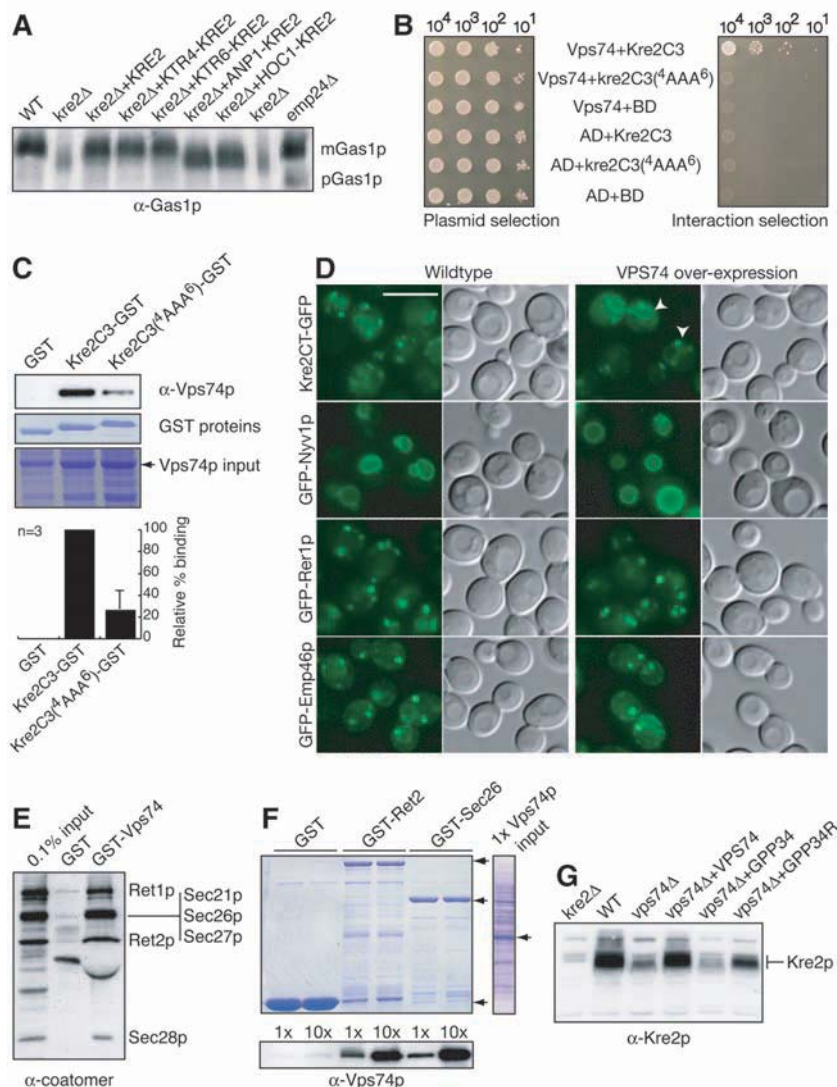 A
WT
kre2Δ
kre2Δ+KRE2
kre2Δ+KTR4-KRE2
kre2Δ+KTR6-KRE2
kre2Δ+ANP1-KRE2
kre2Δ+HOC1-KRE2
kre2Δ
emp24Δ
mGas1p
pGas1p
α-Gas1p
B
10⁴ 10³ 10² 10¹
10⁴ 10³ 10² 10¹
Vps74+Kre2C3
Vps74+kre2C3(⁴AAA⁶)
Vps74+BD
AD+Kre2C3
AD+kre2C3(⁴AAA⁶)
AD+BD
Plasmid selection
Interaction selection
C
GST
Kre2C3-GST
Kre2C3(⁴AAA⁶)-GST
α-Vps74p
GST proteins
Vps74p input
n=3
100
80
60
40
20
0
Relative % binding
GST
Kre2C3-GST
Kre2C3(⁴AAA⁶)-GST
D
Wildtype
VPS74 over-expression
Kre2CT-GFP
GFP-Nyv1p
GFP-Rer1p
GFP-Emp46p
E
0.1% input
GST
GST-Vps74
Ret1p
Sec21p
Sec26p
Ret2p
Sec27p
Sec28p
α-coatomer
F
GST
GST-Ret2
GST-Sec26
1x Vps74p
input
1x 10x 1x 10x 1x 10x
α-Vps74p
G
kre2Δ
WT
vps74Δ
vps74Δ+VPS74
vps74Δ+GPP34
vps74Δ+GPP34R
Kre2p
α-Kre2p